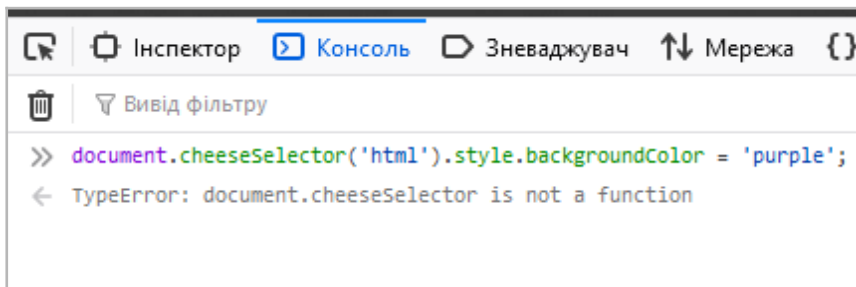 Інспектор Консоль Зневаджувач Мережа {}
Вивід фільтру
>> document.cheeseSelector('html').style.backgroundColor = 'purple';
← TypeError: document.cheeseSelector is not a function